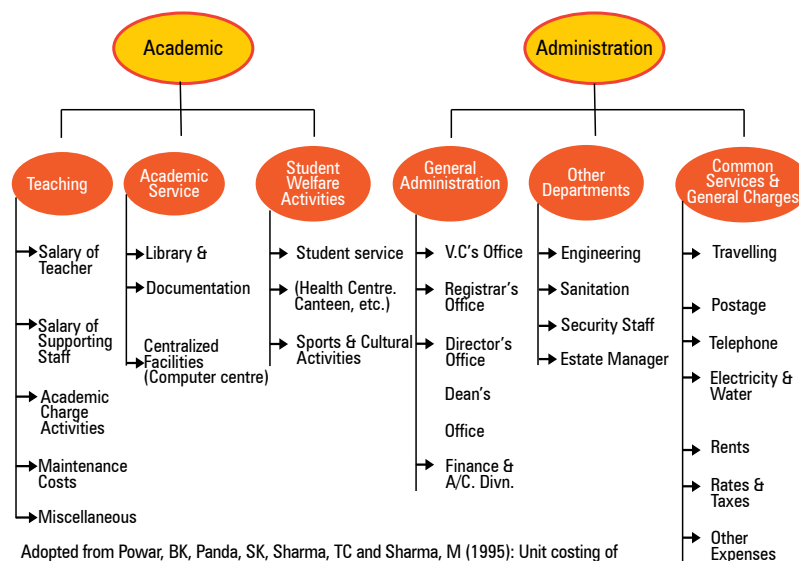 Academic
Administration
Teaching
Academic
Service
Student
Welfare
Activities
General
Administration
Other
Departments
Common
Services &
General Charges
Salary of
Teacher
Salary of
Supporting
Staff
Academic
Charge
Activities
Maintenance
Costs
Miscellaneous
Library &
Documentation
Centralized
Facilities
(Computer centre)
Student service
(Health Centre.
Canteen, etc.)
Sports & Cultural
Activities
V.C's Office
Registrar's
Office
Director's
Office
Dean's
Office
Finance &
A/C. Divn.
Engineering
Sanitation
Security Staff
Estate Manager
Travelling
Postage
Telephone
Electricity &
Water
Rents
Rates &
Taxes
Other
Expenses
Adopted from Powar, BK, Panda, SK, Sharma, TC and Sharma, M (1995): Unit costing of